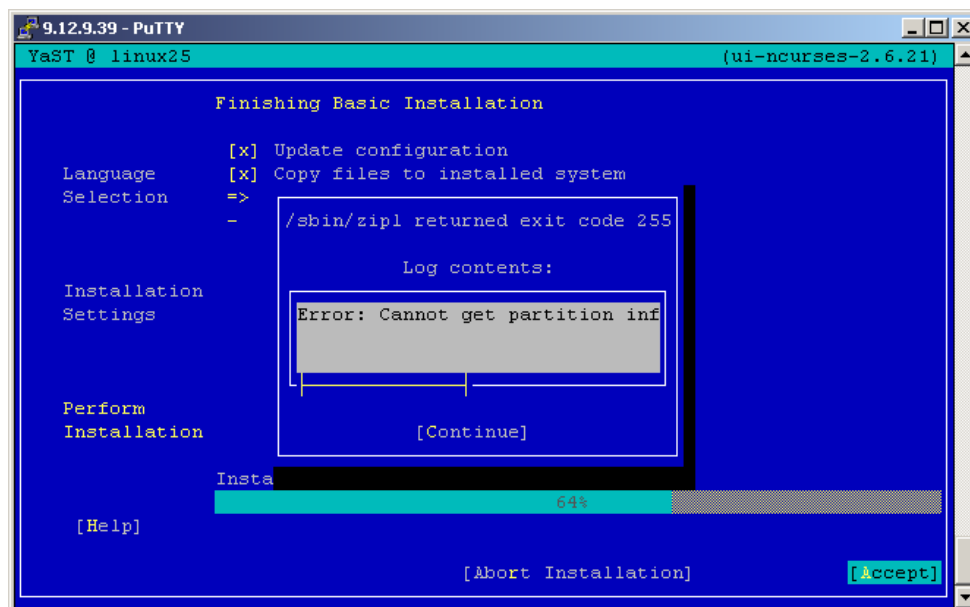 9.12.9.39 - PuTTY
YaST @ linux25 (ui-ncurses-2.6.21)
Finishing Basic Installation
[x] Update configuration
Language [x] Copy files to installed system
Selection =>
- /sbin/zipl returned exit code 255
Log contents:
Installation
Settings Error: Cannot get partition inf
Perform
Installation [Continue]
Insta
64%
[Help]
[Abort Installation] [Accept]